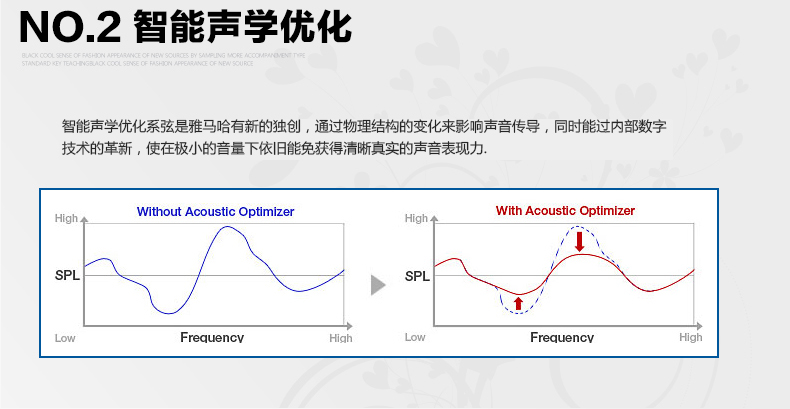 NO.2 智能声学优化
BLACK COOL SENSE OF FASHION APPEARANCE OF NEW SOURCES BY SAMPLING MORE ACCOMPANIMENT TYPE
STANDARD KEY TEACHINGBLACK COOL SENSE OF FASHION APPEARANCE OF NEW SOURCE
智能声学优化系弦是雅马哈有新的独创，通过物理结构的变化来影响声音传导，同时能过内部数字
技术的革新，使在极小的音量下依旧能免获得清晰真实的声音表现力.
Without Acoustic Optimizer
High
SPL
Low
Frequency
High
With Acoustic Optimizer
High
SPL
Low
Frequency
High